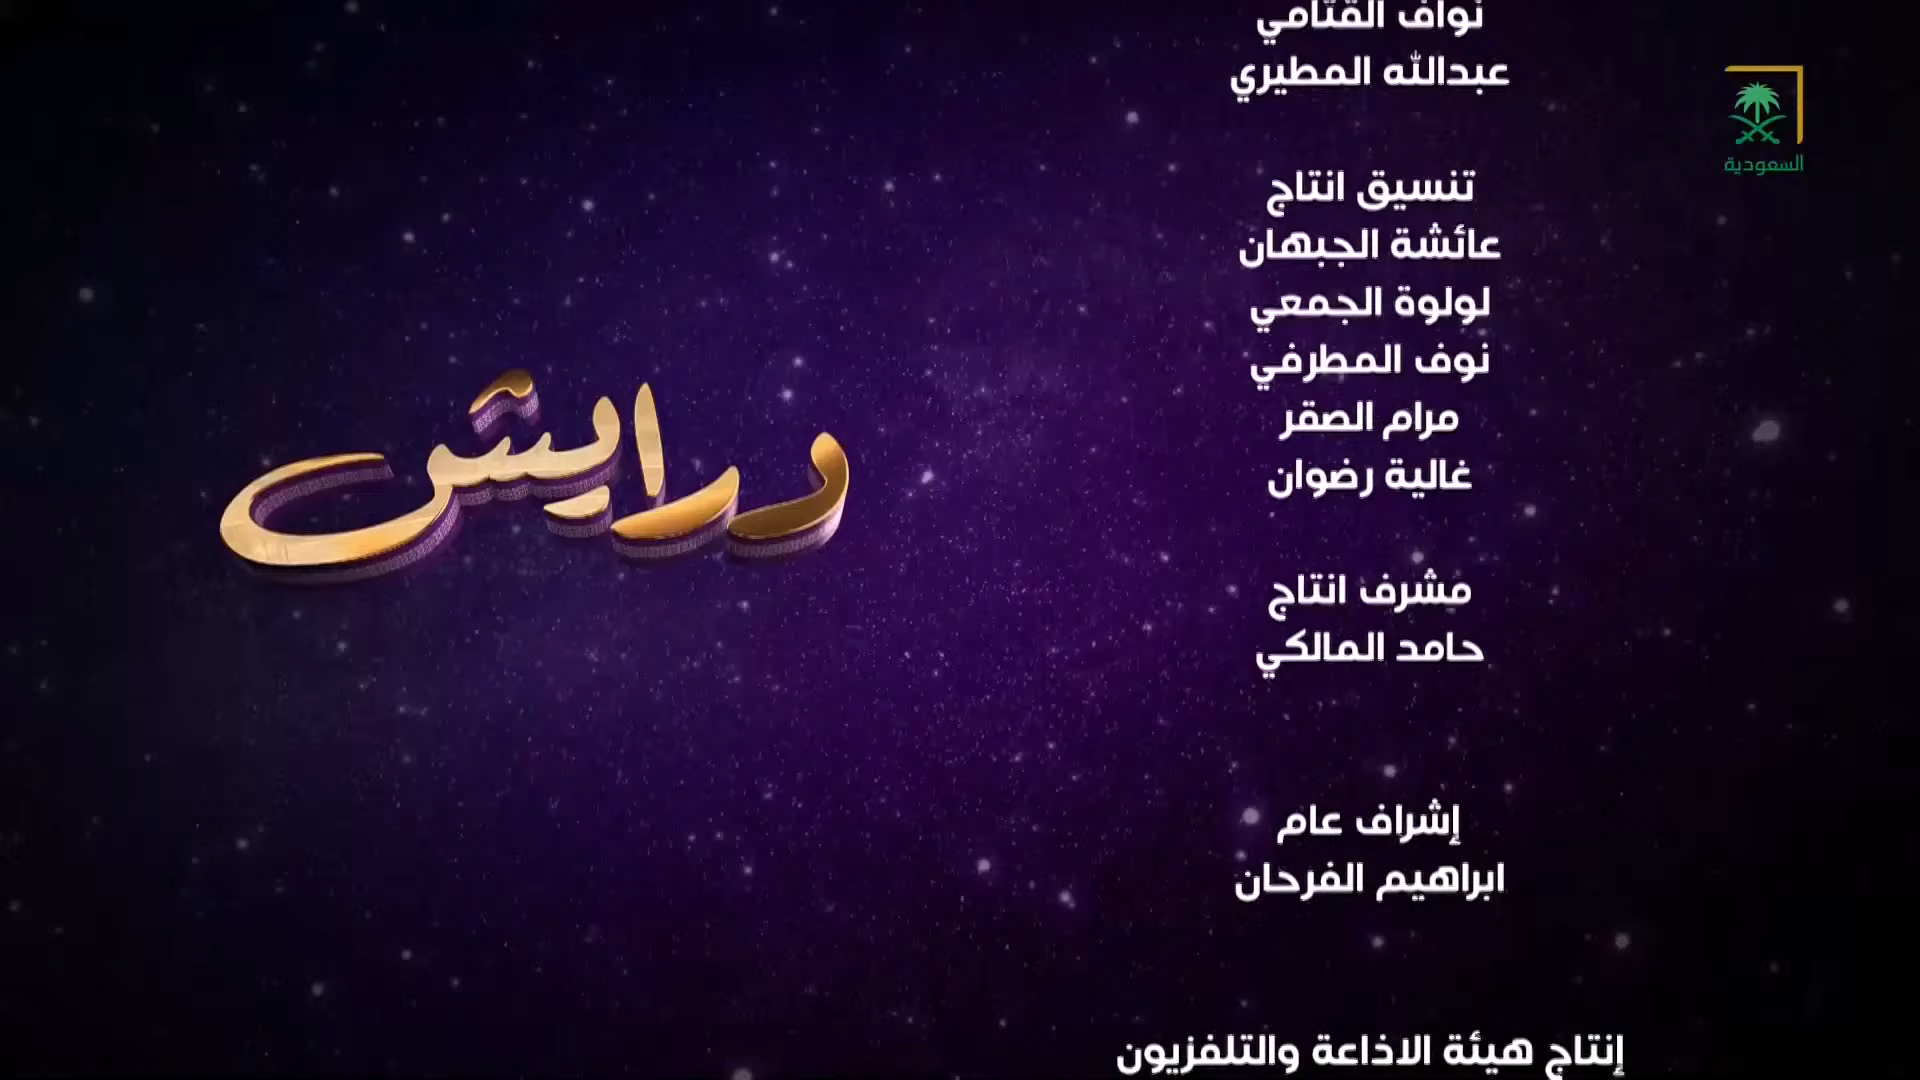 نواف القثامي
عبدالله المطيري
السعودية
تنسيق انتاج
عائشة الجبهان
لولوة الجمعي
نوف المطرفي
مرام الصقر
غالية رضوان
درايش
مشرف انتاج
حامد المالكي
إشراف عام
ابراهيم الفرحان
إنتاج هيئة الاذاعة والتلفزيون